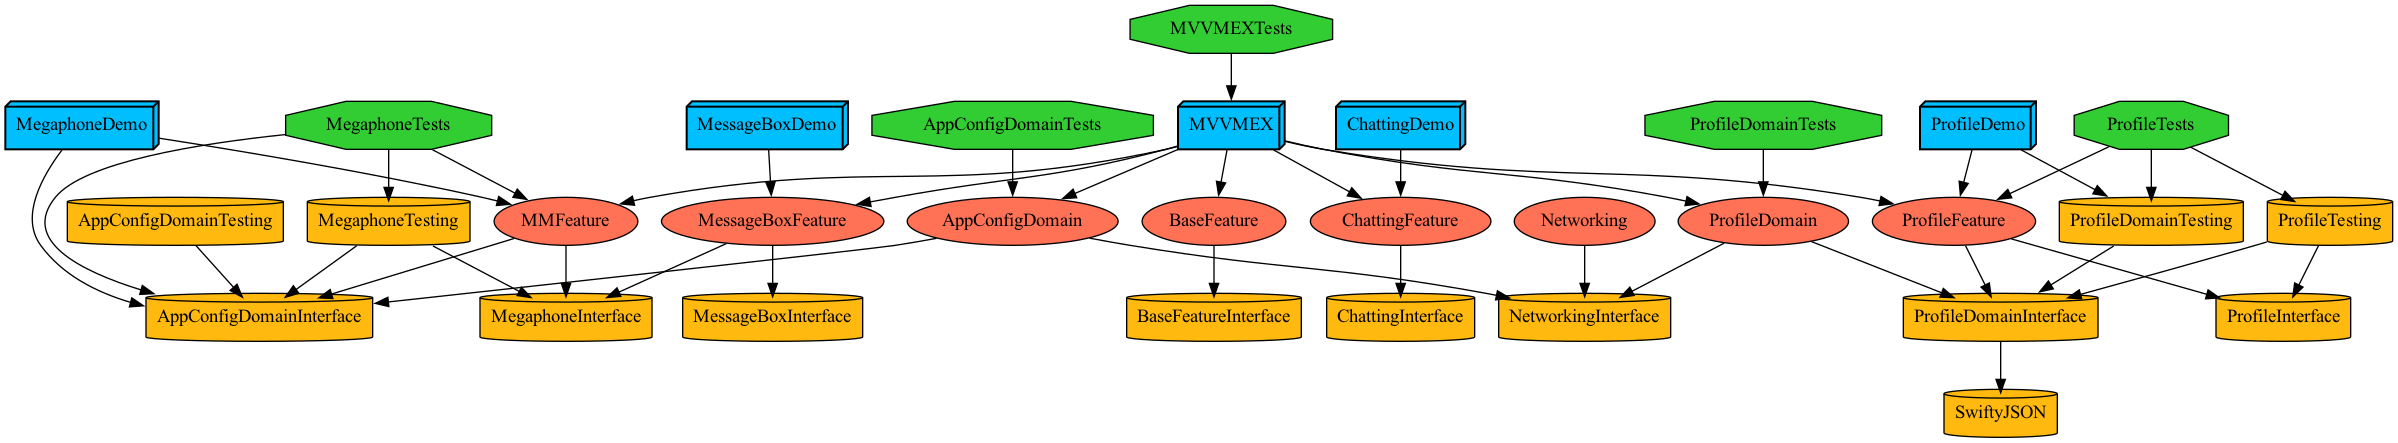 MVVMEXTests
MegaphoneDemo
MegaphoneTests
MessageBoxDemo
AppConfigDomainTests
MVVMEX
ChattingDemo
ProfileDomainTests
ProfileDemo
ProfileTests
AppConfigDomainTesting
MegaphoneTesting
MMFeature
MessageBoxFeature
AppConfigDomain
BaseFeature
ChattingFeature
Networking
ProfileDomain
ProfileFeature
ProfileDomainTesting
ProfileTesting
AppConfigDomainInterface
MegaphoneInterface
MessageBoxInterface
BaseFeatureInterface
ChattingInterface
NetworkingInterface
ProfileDomainInterface
ProfileInterface
SwiftyJSON